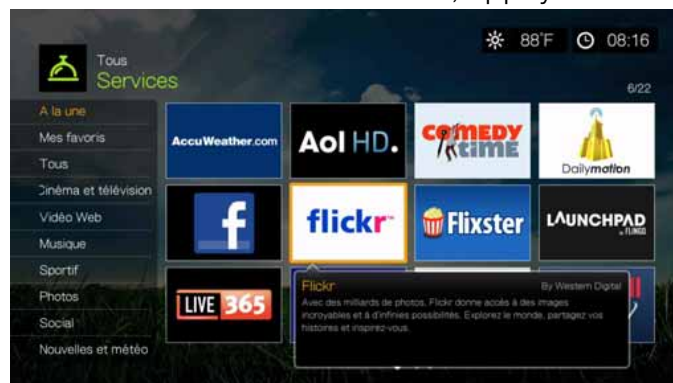 Tous
Services
88°F
08:16
6/22
A la une
Mes favoris
Tous
Cinéma et télévision
Vidéo Web
Musique
Sportif
Photos
Social
Nouvelles et météo
AccuWeather.com
Aol HD.
COMEDY
time
Dailymotion
f
flickr
Flixster
LAUNCHPAD
by FLINGO
LIVE 365
Flickr
By Western Digital
Avec des milliards de photos, Flickr donne accès à des images
incroyables et à d'infinies possibilités. Explorez le monde, partagez vos
histoires et inspirez-vous.